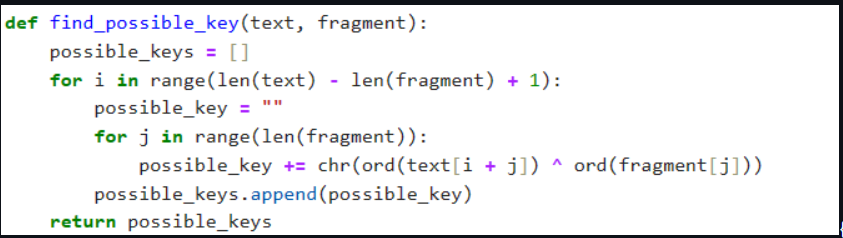 def find_possible_key(text, fragment):
    possible_keys = []
    for i in range(len(text) - len(fragment) + 1):
        possible_key = ""
        for j in range(len(fragment)):
            possible_key += chr(ord(text[i + j]) ^ ord(fragment[j]))
        possible_keys.append(possible_key)
    return possible_keys